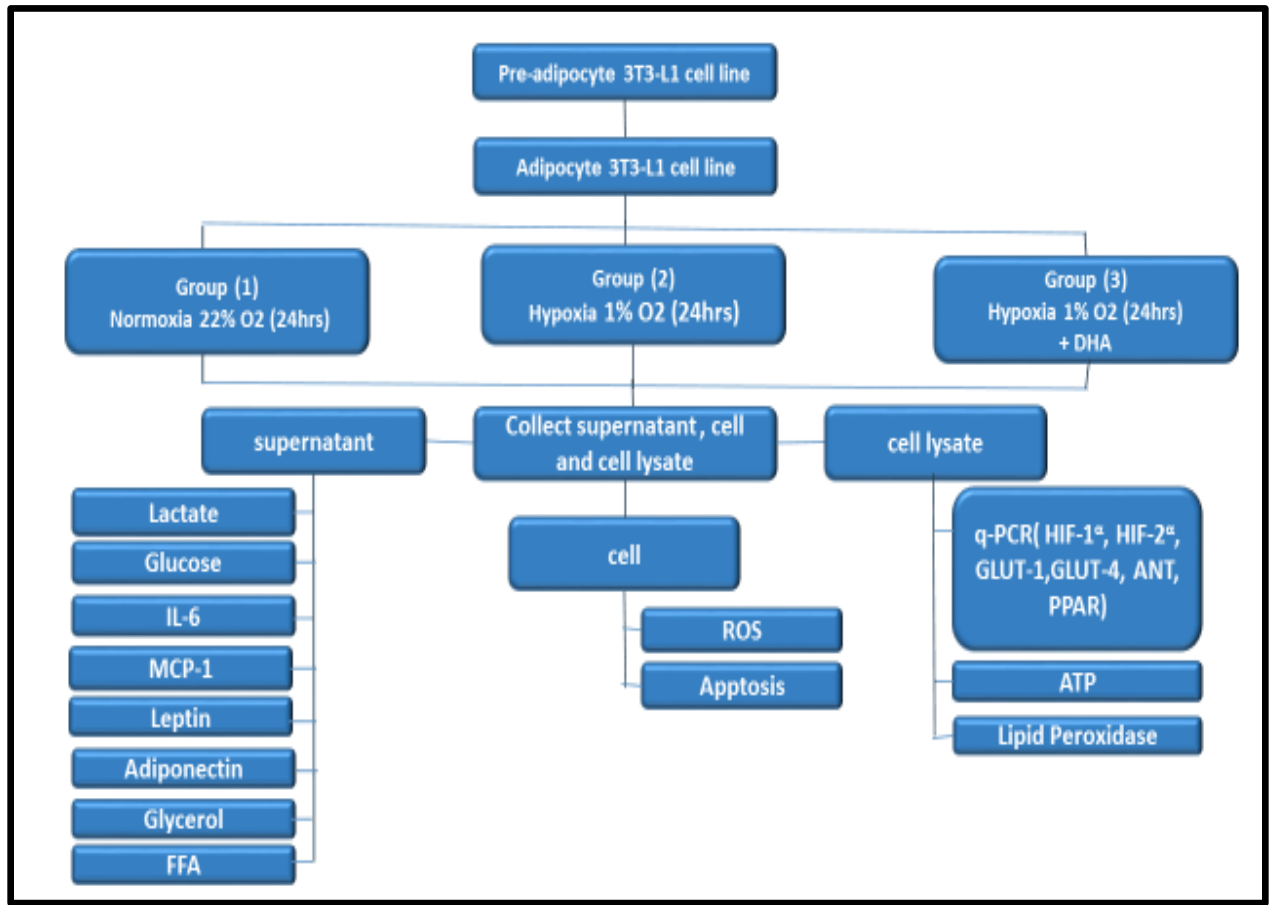 Pre-adipocyte 3T3-L1 cell line
Adipocyte 3T3-L1 cell line
Group (1)
Normoxia 22% O2 (24hrs)
Group (2)
Hypoxia 1% O2 (24hrs)
Group (3)
Hypoxia 1% O2 (24hrs)
+ DHA
supernatant
Collect supernatant, cell
and cell lysate
cell lysate
Lactate
Glucose
IL-6
MCP-1
Leptin
Adiponectin
Glycerol
FFA
cell
ROS
Apptosis
q-PCR( HIF-1ᵅ, HIF-2ᵅ,
GLUT-1,GLUT-4, ANT,
PPAR)
ATP
Lipid Peroxidase